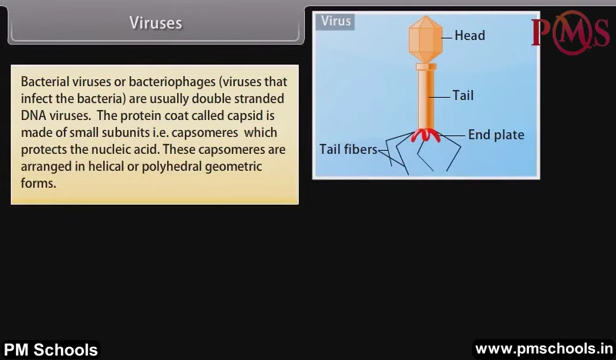 Viruses
Bacterial viruses or bacteriophages (viruses that
infect the bacteria) are usually double stranded
DNA viruses. The protein coat called capsid is
made of small subunits i.e. capsomeres which
protects the nucleic acid. These capsomeres are
arranged in helical or polyhedral geometric
forms.
Virus
PMS
Head
Tail
End plate
Tail fibers
PM Schools
www.pmschools.in